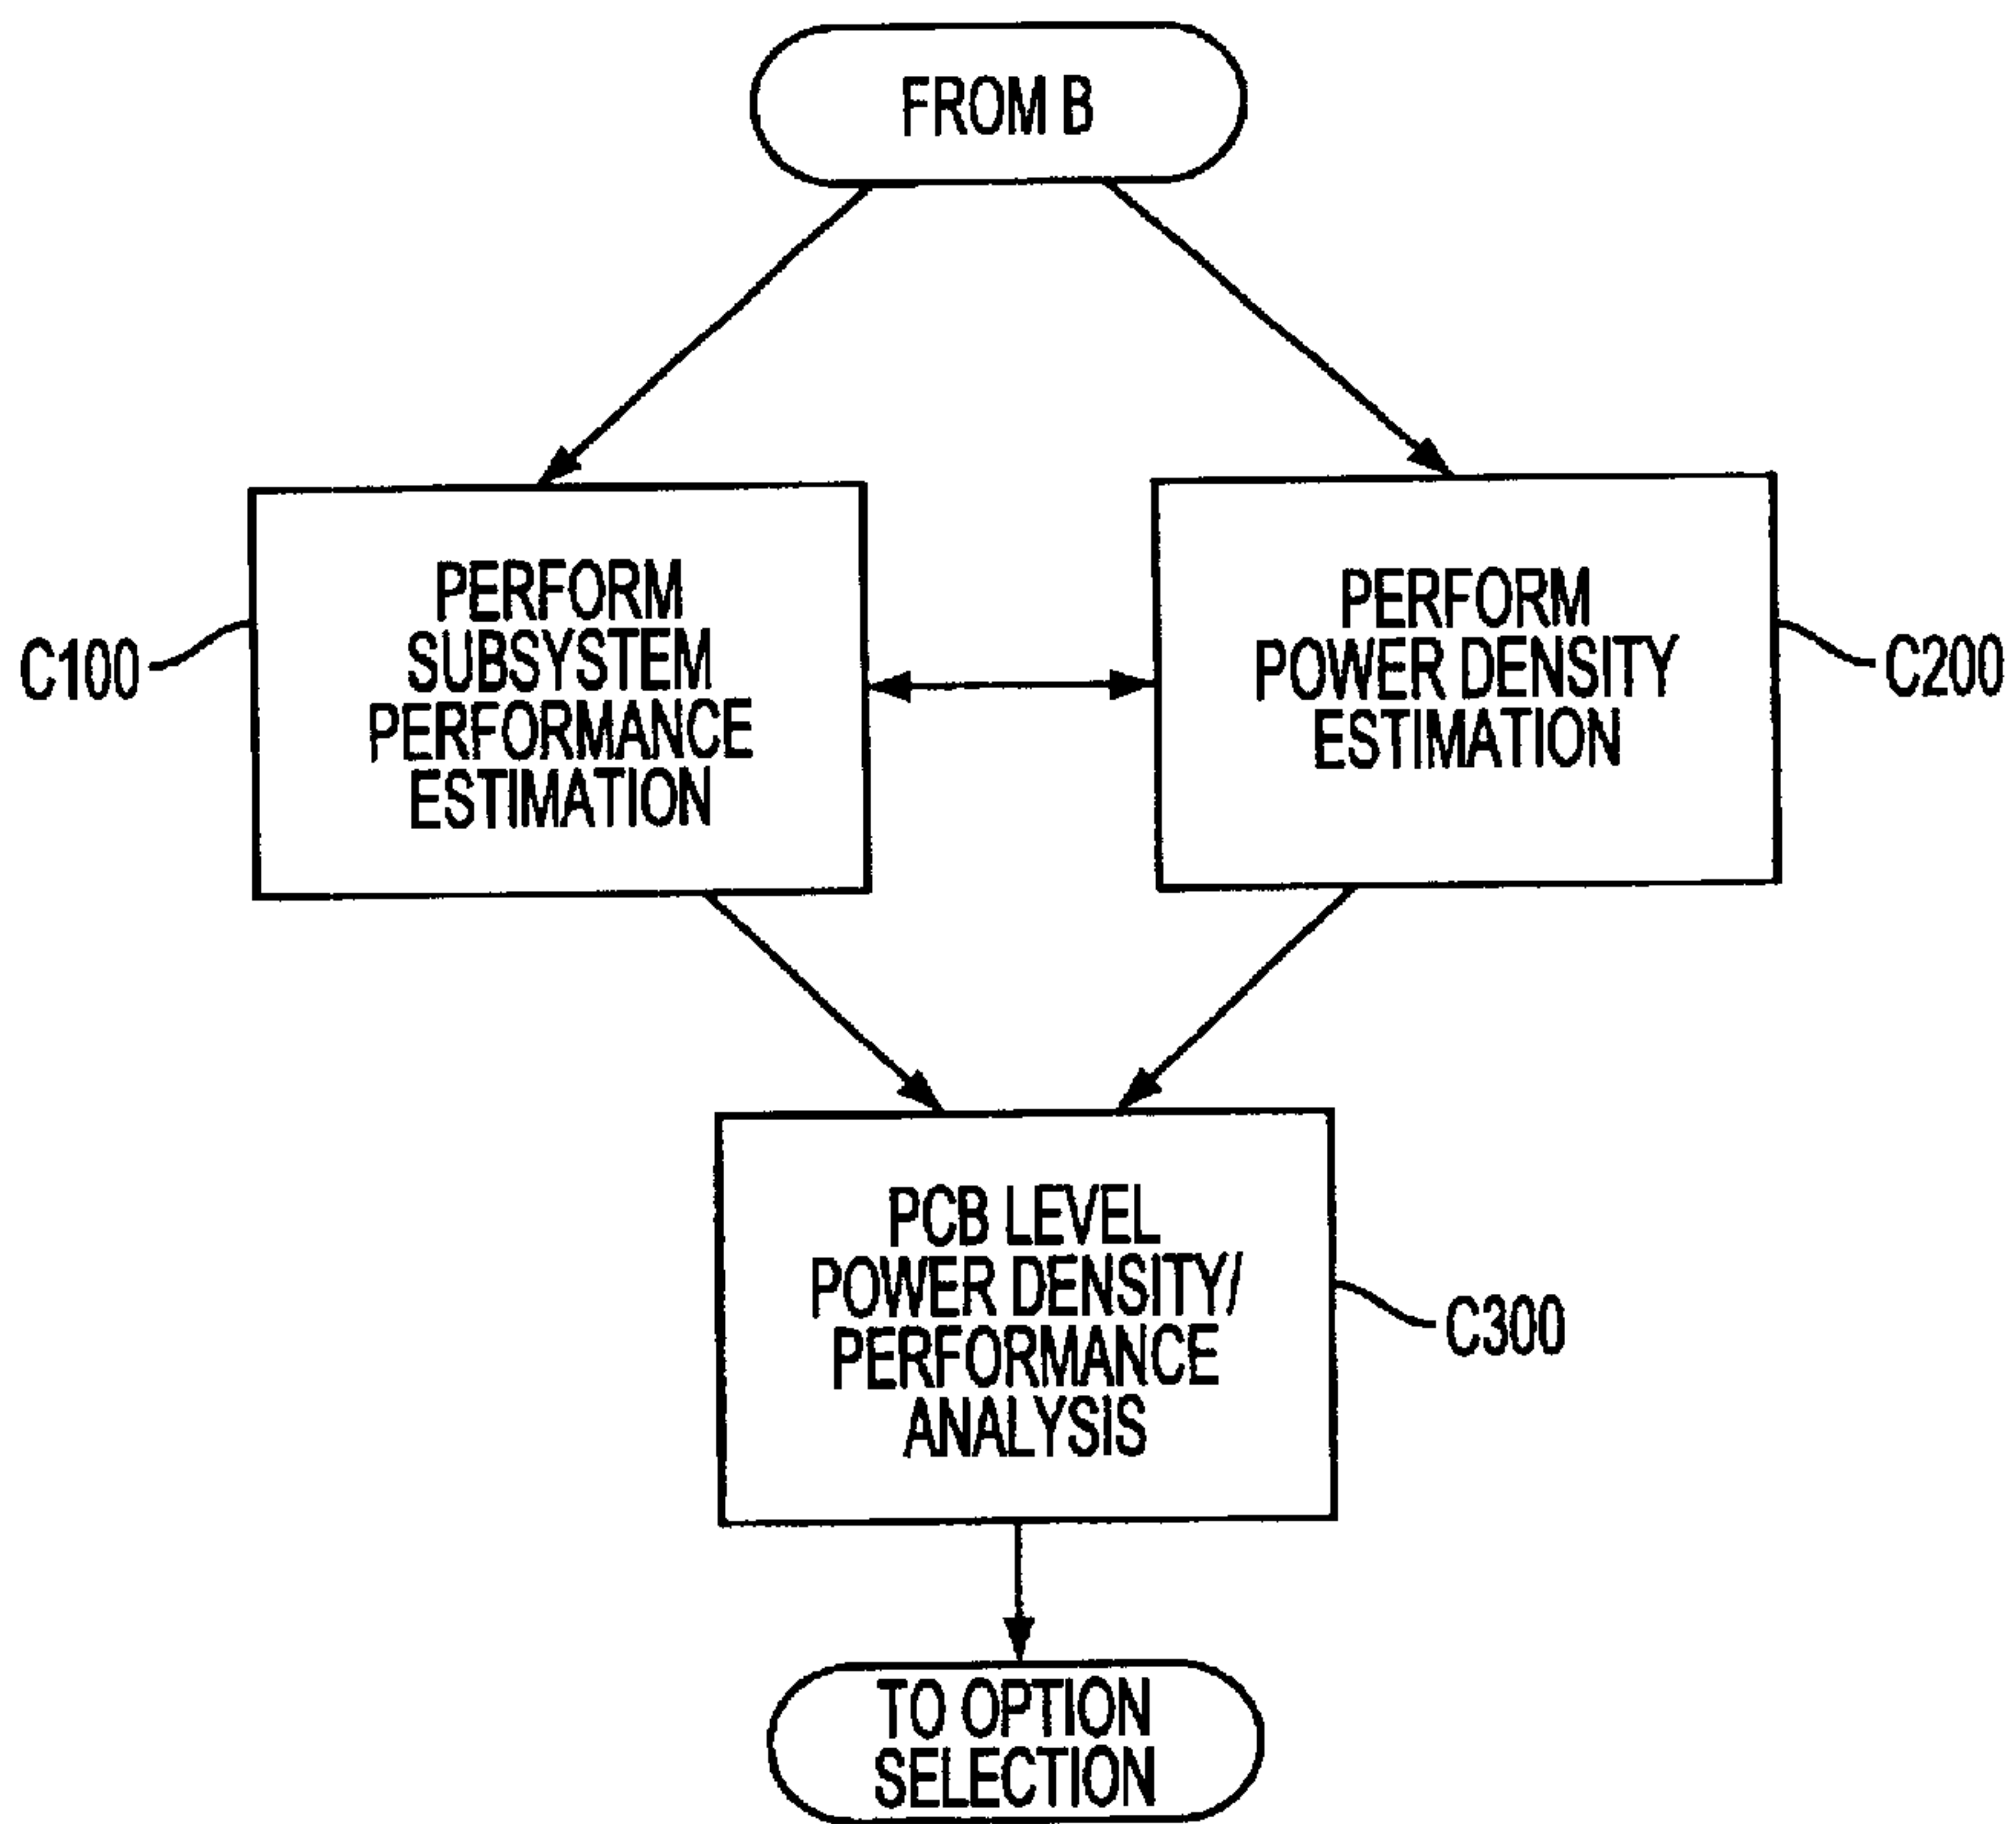 FROM B
PERFORM
SUBSYSTEM
PERFORMANCE
ESTIMATION
C100
PERFORM
POWER DENSITY
ESTIMATION
C200
PCB LEVEL
POWER DENSITY/
PERFORMANCE
ANALYSIS
C300
TO OPTION
SELECTION